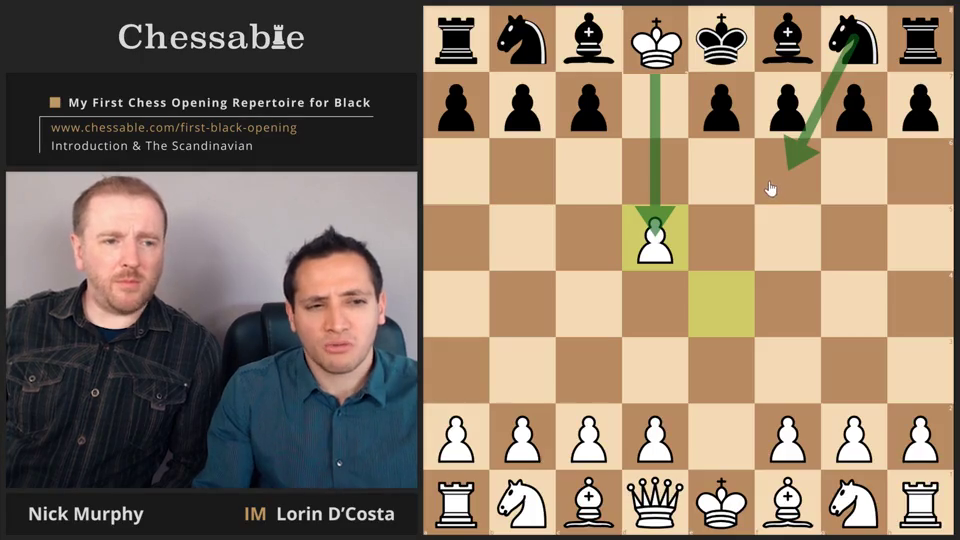 Chessable
My First Chess Opening Repertoire for Black
www.chessable.com/first-black-opening
Introduction & The Scandinavian
Nick Murphy
IM Lorin D'Costa